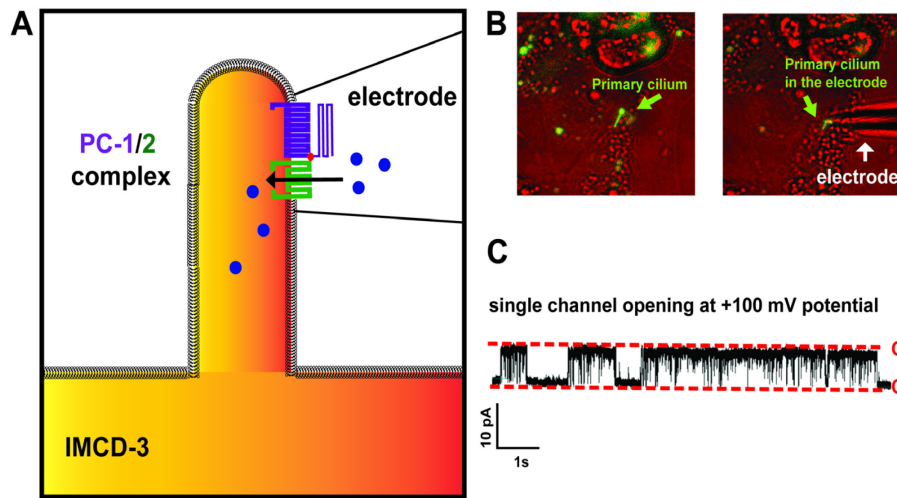 A
electrode
PC-1/2
complex
IMCD-3
B
Primary cilium
Primary cilium
in the electrode
electrode
C
single channel opening at +100 mV potential
10 pA
1s